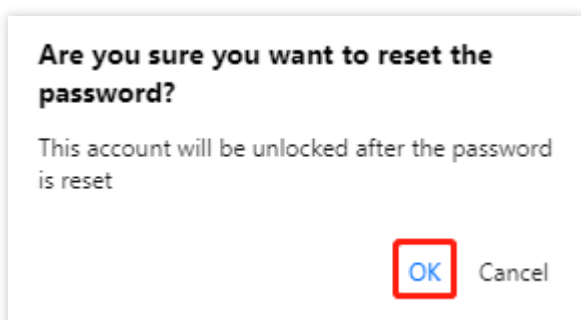 Are you sure you want to reset the
password?
This account will be unlocked after the password
is reset
OK Cancel